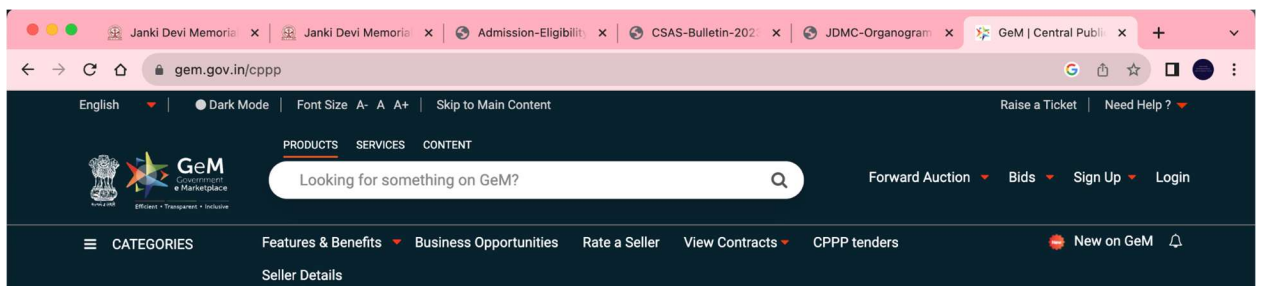 Janki Devi Memoria
Janki Devi Memoria
Admission-Eligibility
CSAS-Bulletin-202
JDMC-Organogram
GeM | Central Publi
gem.gov.in/cppp
English
Dark Mode | Font Size A- A A+ | Skip to Main Content
Raise a Ticket | Need Help ?
PRODUCTS SERVICES CONTENT
GeM
Government
e Marketplace
Efficient • Transparent • Inclusive
Looking for something on GeM?
Forward Auction Bids Sign Up Login
CATEGORIES
Features & Benefits Business Opportunities Rate a Seller View Contracts CPPP tenders
New on GeM
Seller Details